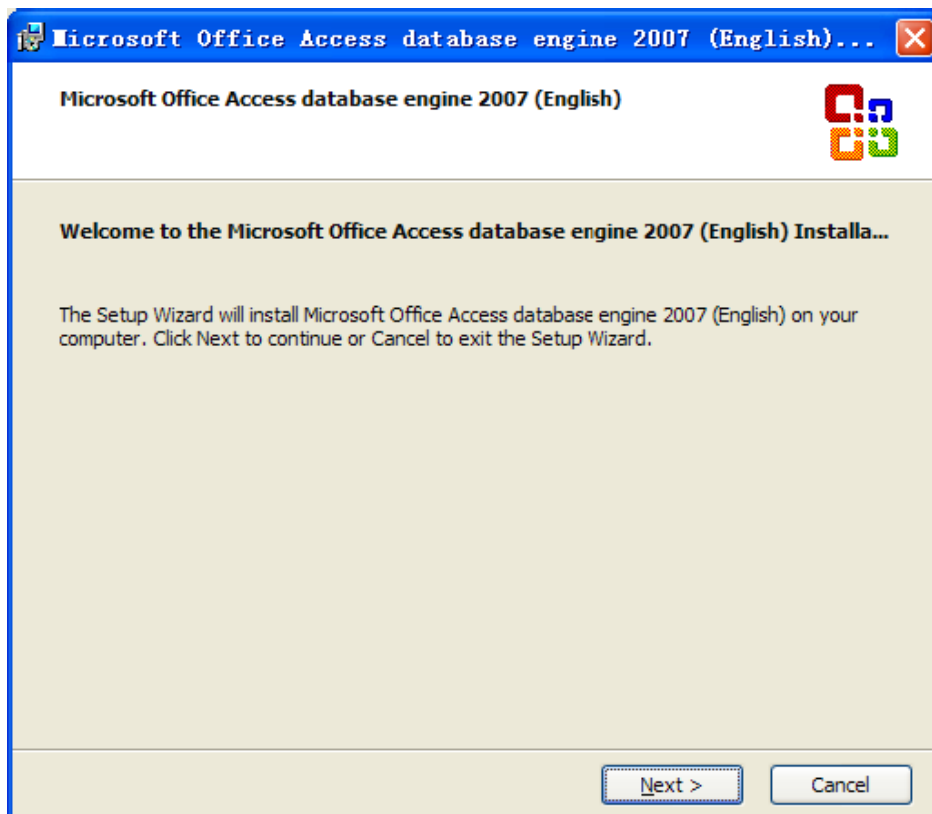 Microsoft Office Access database engine 2007 (English)...
Microsoft Office Access database engine 2007 (English)
Welcome to the Microsoft Office Access database engine 2007 (English) Installa...
The Setup Wizard will install Microsoft Office Access database engine 2007 (English) on your
computer. Click Next to continue or Cancel to exit the Setup Wizard.
Next >
Cancel